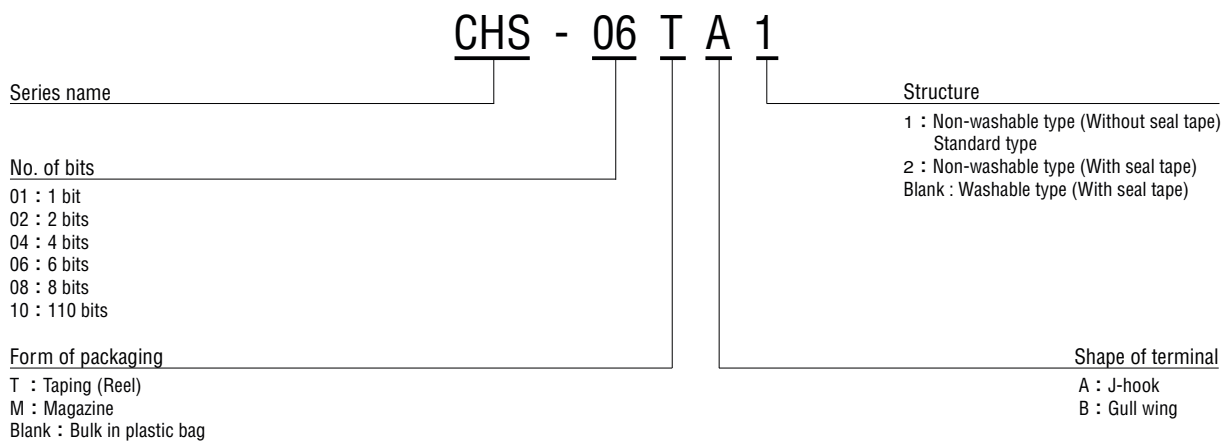 CHS - 06 T A 1
Series name
No. of bits
01 : 1 bit
02 : 2 bits
04 : 4 bits
06 : 6 bits
08 : 8 bits
10 : 110 bits
Form of packaging
T : Taping (Reel)
M : Magazine
Blank : Bulk in plastic bag
Structure
1 : Non-washable type (Without seal tape)
Standard type
2 : Non-washable type (With seal tape)
Blank : Washable type (With seal tape)
Shape of terminal
A : J-hook
B : Gull wing